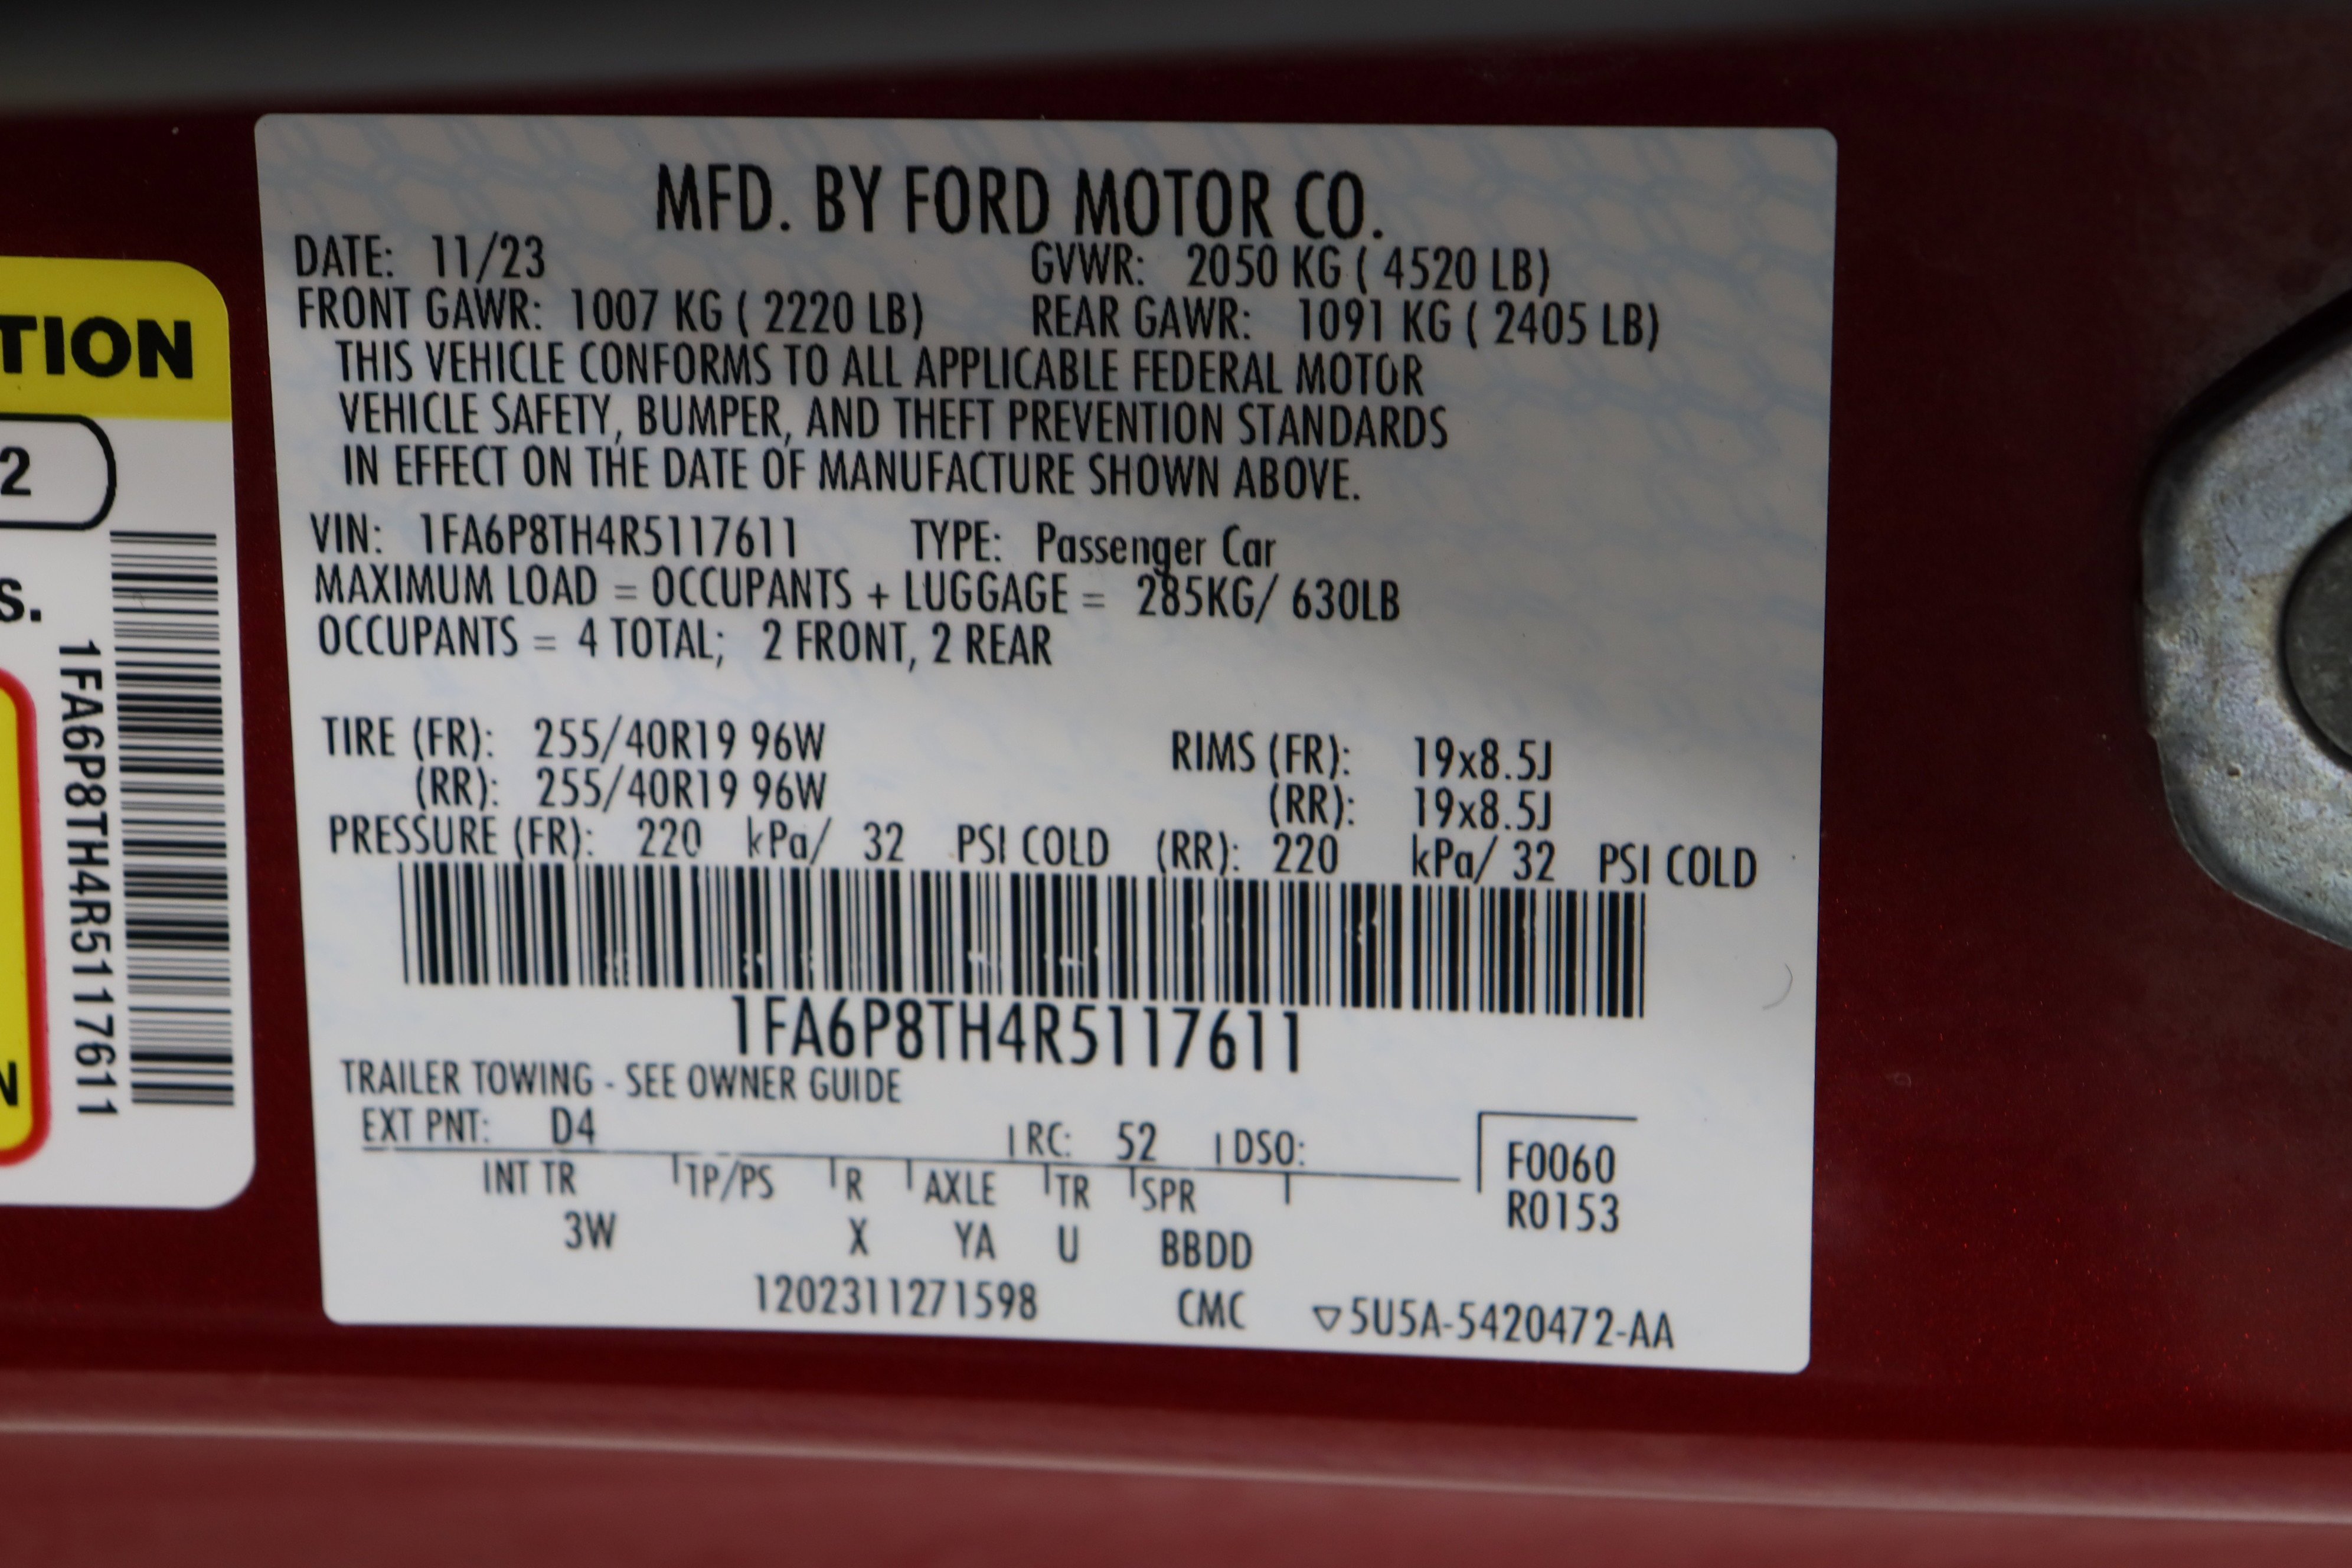 TION
2
S.
1FA6P8TH4R5117611
N
MFD. BY FORD MOTOR CO.
DATE: 11/23 GVWR: 2050 KG ( 4520 LB)
FRONT GAWR: 1007 KG ( 2220 LB) REAR GAWR: 1091 KG ( 2405 LB)
THIS VEHICLE CONFORMS TO ALL APPLICABLE FEDERAL MOTOR
VEHICLE SAFETY, BUMPER, AND THEFT PREVENTION STANDARDS
IN EFFECT ON THE DATE OF MANUFACTURE SHOWN ABOVE.
VIN: 1FA6P8TH4R5117611 TYPE: Passenger Car
MAXIMUM LOAD = OCCUPANTS + LUGGAGE = 285KG/ 630LB
OCCUPANTS = 4 TOTAL; 2 FRONT, 2 REAR
TIRE (FR): 255/40R19 96W RIMS (FR): 19x8.5J
(RR): 255/40R19 96W (RR): 19x8.5J
PRESSURE (FR): 220 kPa/ 32 PSI COLD (RR): 220 kPa/ 32 PSI COLD
1FA6P8TH4R5117611
TRAILER TOWING - SEE OWNER GUIDE
EXT PNT: D4 RC: 52 DSO:
INT TR TP/PS R AXLE TR SPR
3W X YA U BBDD
F0060
R0153
1202311271598 CMC ▽5U5A-5420472-AA